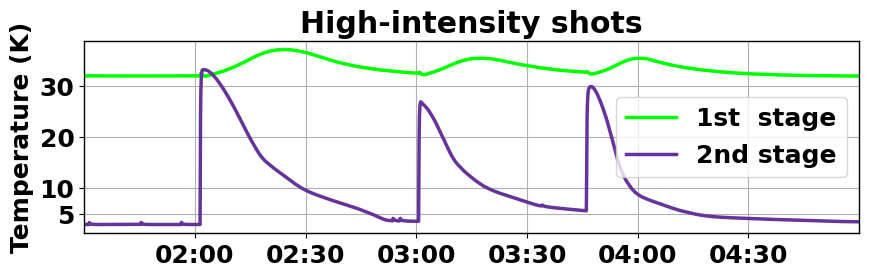 High-intensity shots
Temperature (K)
30
20
10
5
1st  stage
2nd stage
02:00 02:30 03:00 03:30 04:00 04:30